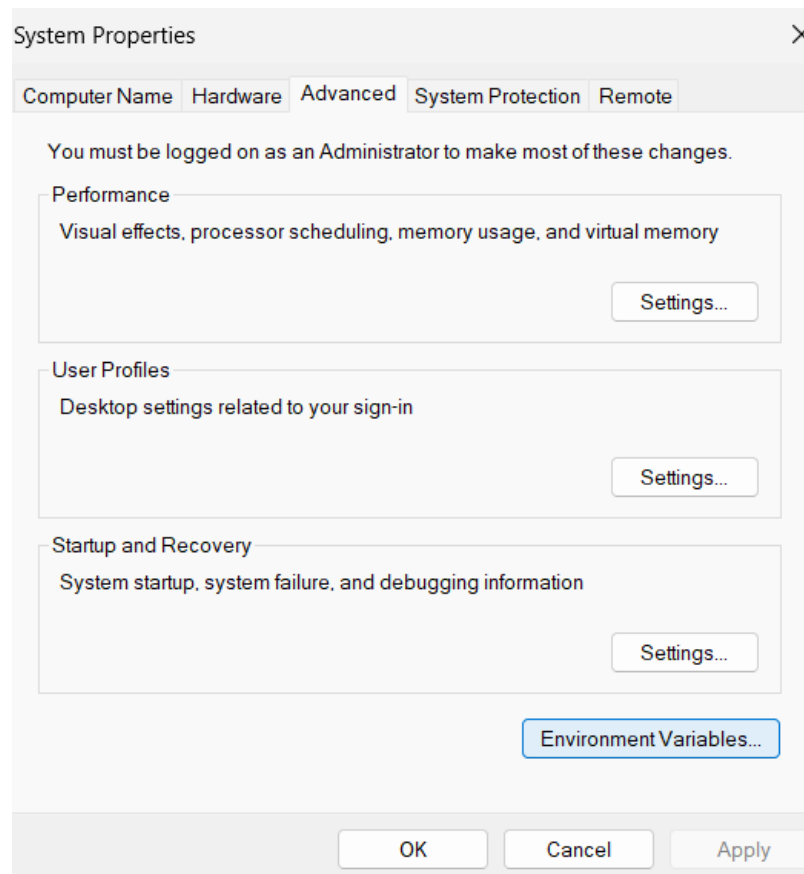 System Properties
Computer Name Hardware Advanced System Protection Remote
You must be logged on as an Administrator to make most of these changes.
Performance
Visual effects, processor scheduling, memory usage, and virtual memory
Settings...
User Profiles
Desktop settings related to your sign-in
Settings...
Startup and Recovery
System startup, system failure, and debugging information
Settings...
Environment Variables...
OK Cancel Apply